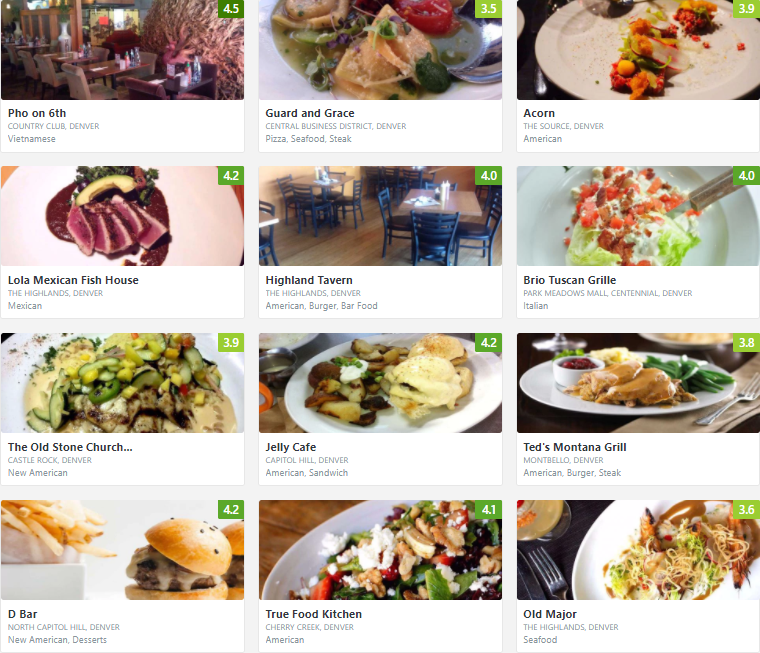 4.5
3.5
3.9
Pho on 6th
COUNTRY CLUB, DENVER
Vietnamese
Guard and Grace
CENTRAL BUSINESS DISTRICT, DENVER
Pizza, Seafood, Steak
Acorn
THE SOURCE, DENVER
American
4.2
4.0
4.0
Lola Mexican Fish House
THE HIGHLANDS, DENVER
Mexican
Highland Tavern
THE HIGHLANDS, DENVER
American, Burger, Bar Food
Brio Tuscan Grille
PARK MEADOWS MALL, CENTENNIAL, DENVER
Italian
3.9
4.2
3.8
The Old Stone Church...
CASTLE ROCK, DENVER
New American
Jelly Cafe
CAPITOL HILL, DENVER
American, Sandwich
Ted's Montana Grill
MONTBELLO, DENVER
American, Burger, Steak
4.2
4.1
3.6
D Bar
NORTH CAPITOL HILL, DENVER
New American, Desserts
True Food Kitchen
CHERRY CREEK, DENVER
American
Old Major
THE HIGHLANDS, DENVER
Seafood